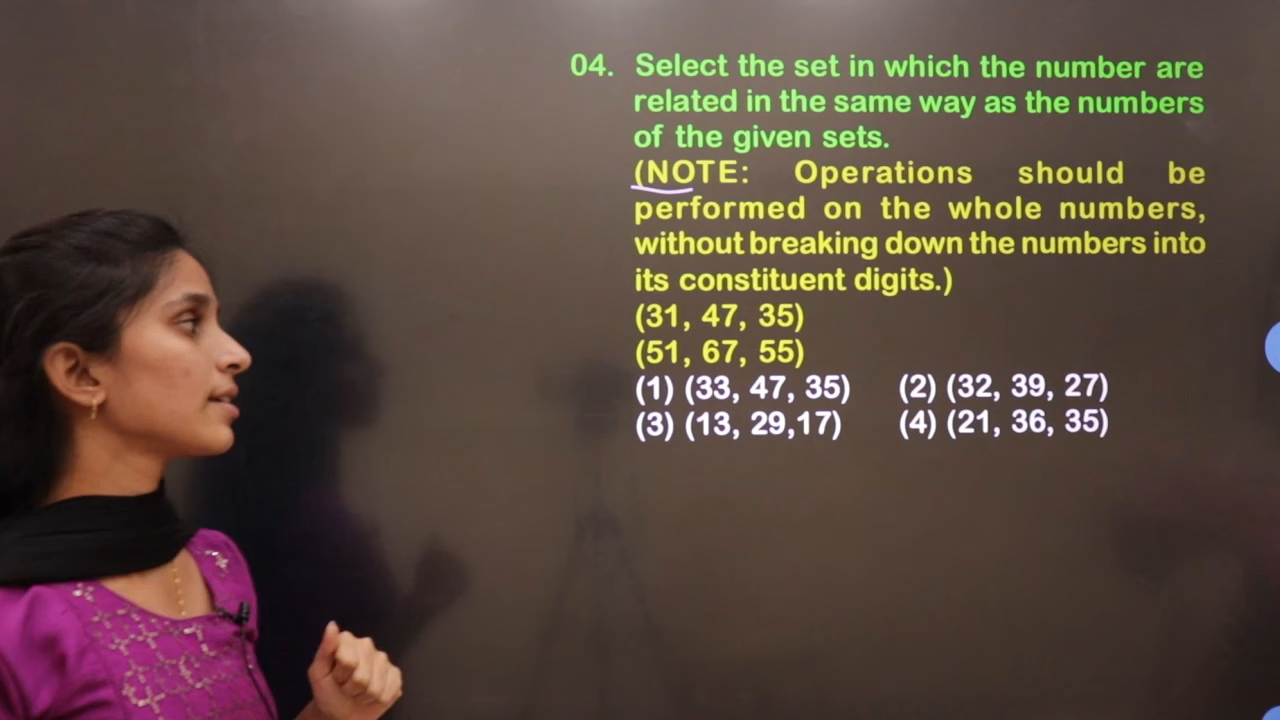 04. Select the set in which the number are
related in the same way as the numbers
of the given sets.
(NOTE: Operations should be
performed on the whole numbers,
without breaking down the numbers into
its constituent digits.)
(31, 47, 35)
(51, 67, 55)
(1) (33, 47, 35) (2) (32, 39, 27)
(3) (13, 29,17) (4) (21, 36, 35)